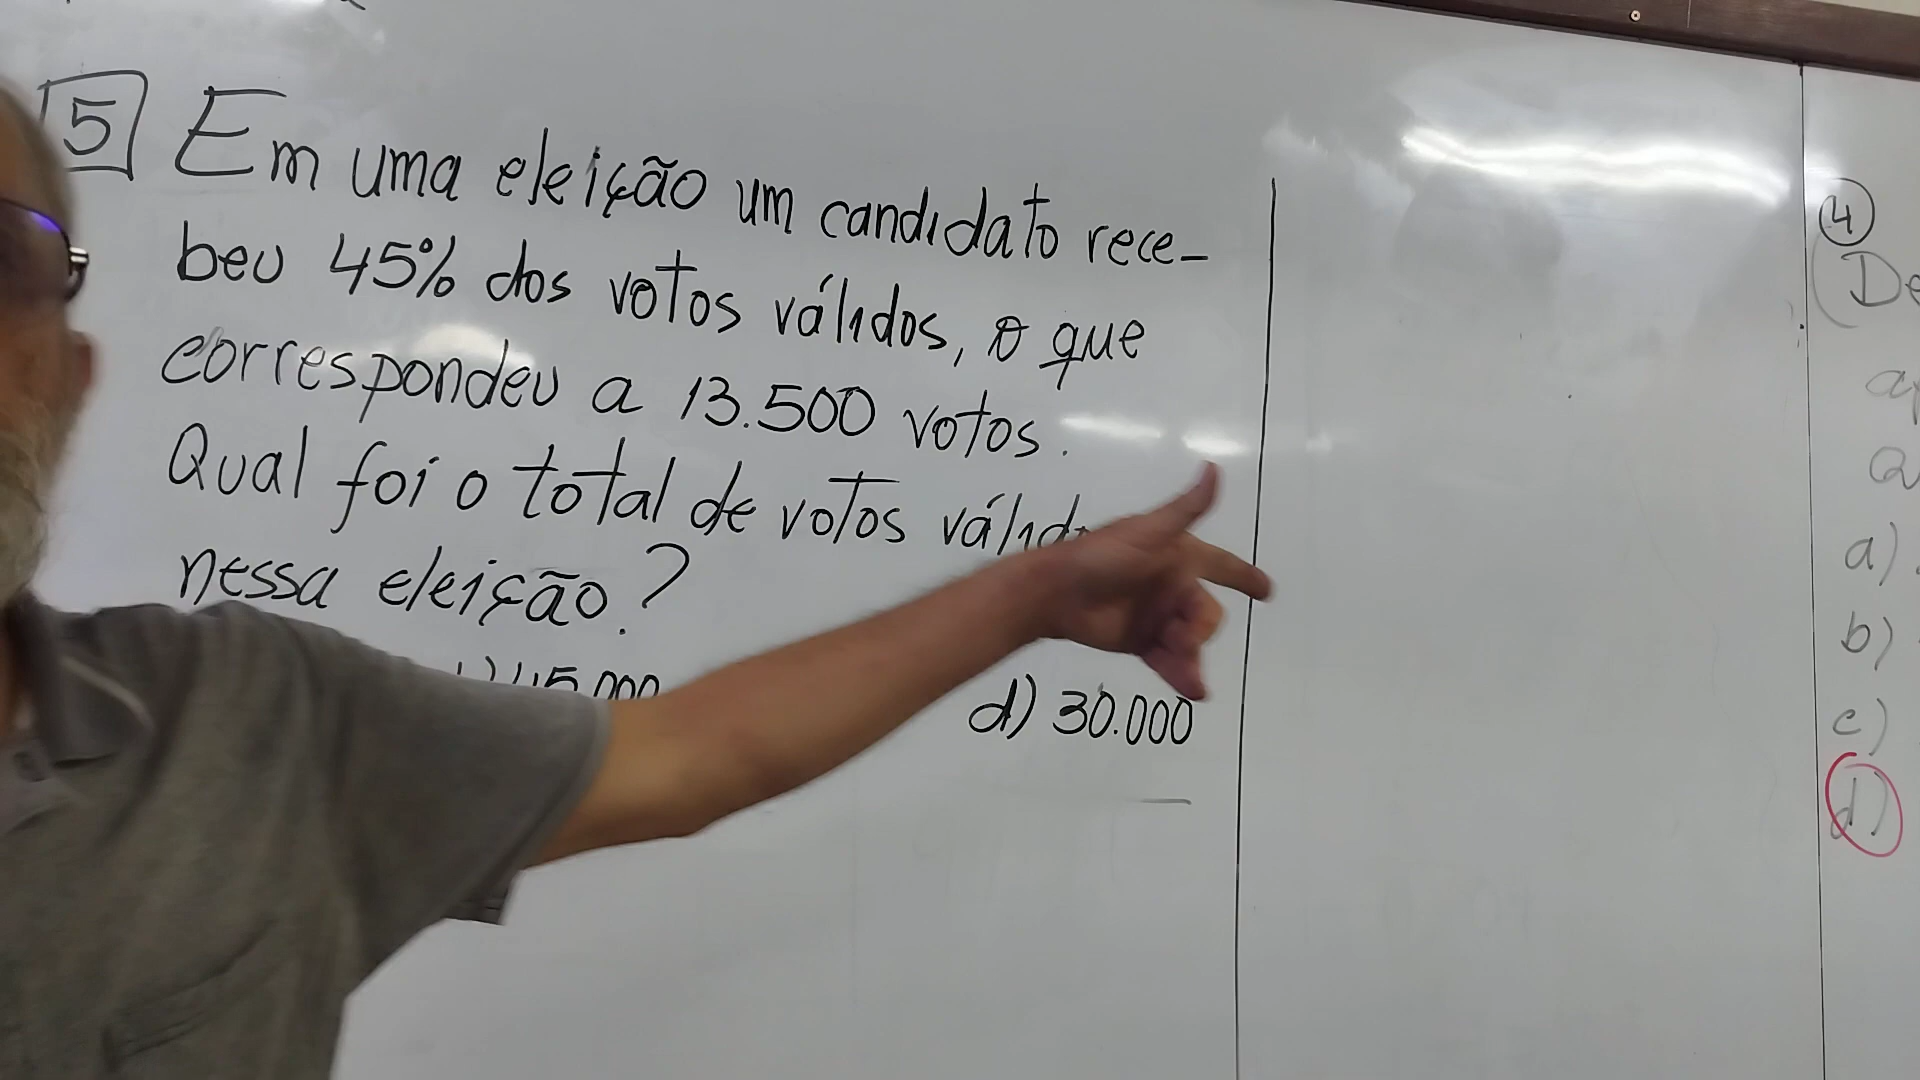 5 Em uma eleição um candidato rece-
beu 45% dos votos válidos, o que
correspondeu a 13.500 votos.
Qual foi o total de votos
nessa eleição?
d) 30.000
4
a)
b)
c)
d)